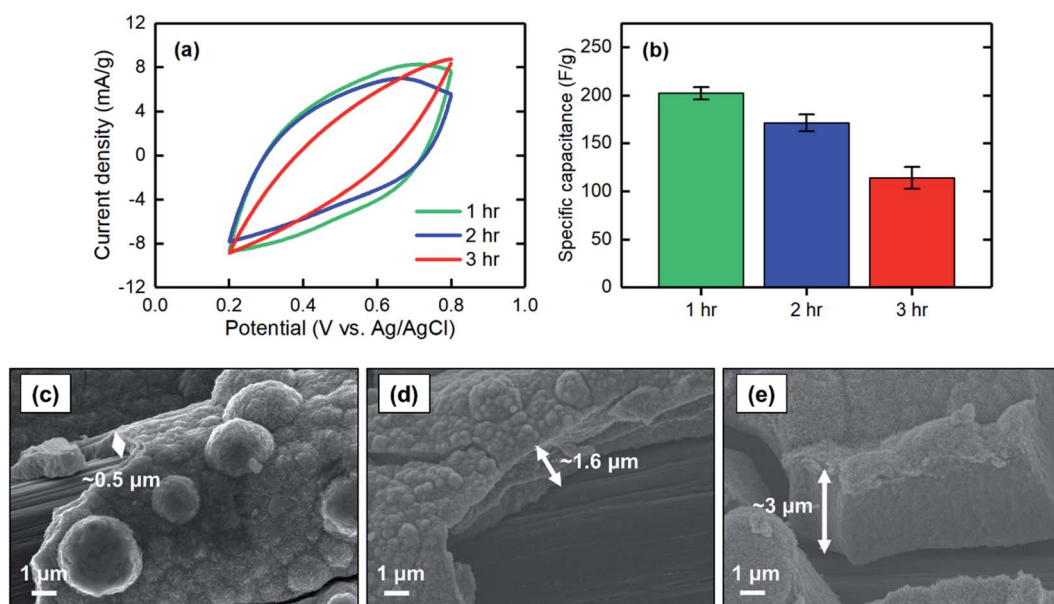 (a)
12
8
4
0
-4
-8
-12
Current density (mA/g)
1 hr
2 hr
3 hr
0.0
0.2
0.4
0.6
0.8
1.0
Potential (V vs. Ag/AgCl)
(b)
250
200
150
100
50
0
Specific capacitance (F/g)
1 hr
2 hr
3 hr
(c)
~0.5 µm
1 µm
(d)
~1.6 µm
1 µm
(e)
~3 µm
1 µm